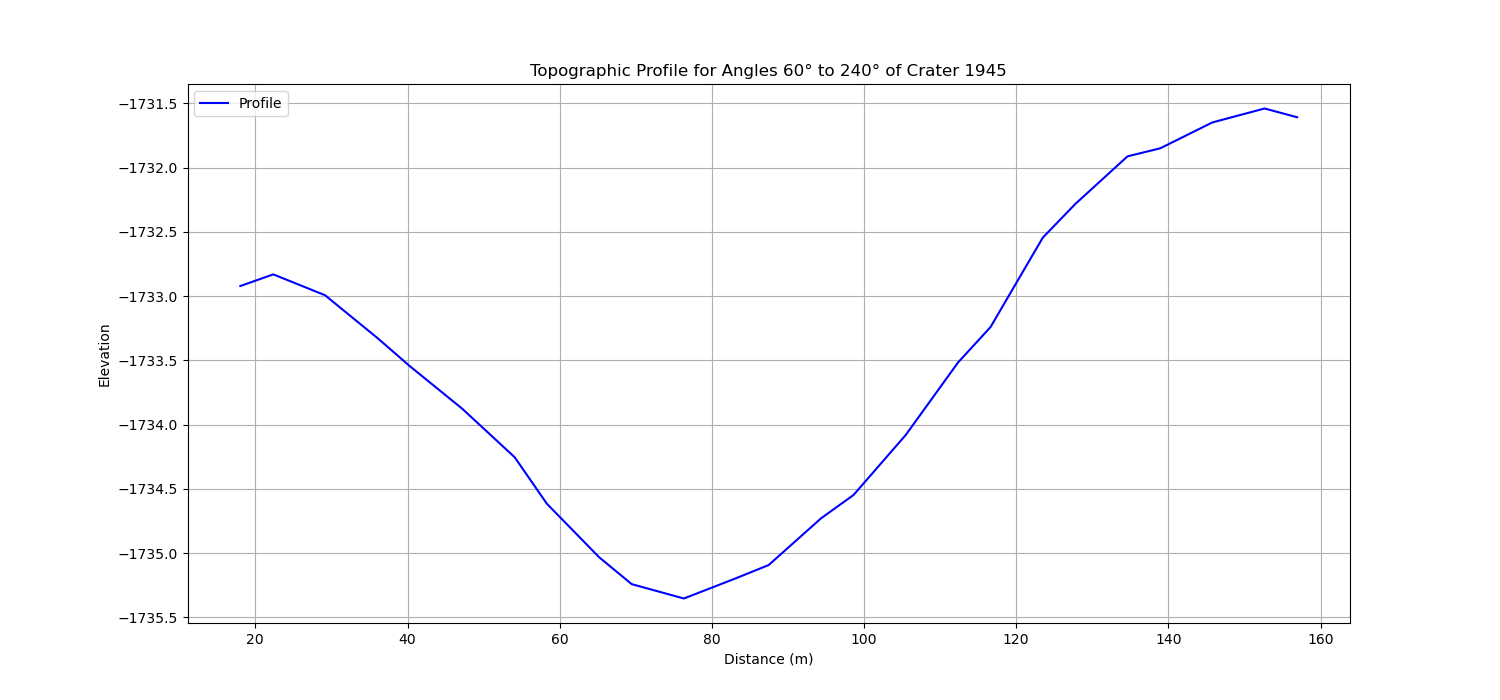 Topographic Profile for Angles 60° to 240° of Crater 1945
Profile
−1731.5
−1732.0
−1732.5
−1733.0
−1733.5
−1734.0
−1734.5
−1735.0
−1735.5
Elevation
20 40 60 80 100 120 140 160
Distance (m)